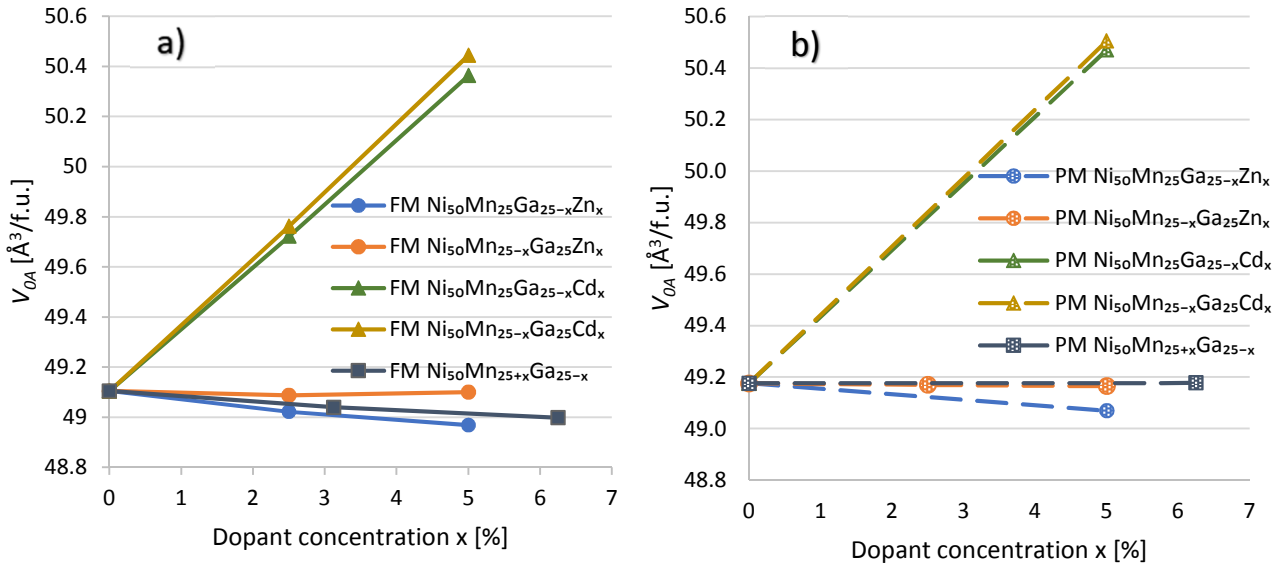 a)
50.6
50.4
50.2
50
49.8
49.6
49.4
49.2
49
48.8
V₀A [Å³/f.u.]
0 1 2 3 4 5 6 7
Dopant concentration x [%]
FM Ni₅₀Mn₂₅Ga₂₅₋ₓZnₓ
FM Ni₅₀Mn₂₅₋ₓGa₂₅Znₓ
FM Ni₅₀Mn₂₅Ga₂₅₋ₓCdₓ
FM Ni₅₀Mn₂₅₋ₓGa₂₅Cdₓ
FM Ni₅₀Mn₂₅₊ₓGa₂₅₋ₓ
b)
50.6
50.4
50.2
50.0
49.8
49.6
49.4
49.2
49.0
48.8
V₀A [Å³/f.u.]
0 1 2 3 4 5 6 7
Dopant concentration x [%]
PM Ni₅₀Mn₂₅Ga₂₅₋ₓZnₓ
PM Ni₅₀Mn₂₅₋ₓGa₂₅Znₓ
PM Ni₅₀Mn₂₅Ga₂₅₋ₓCdₓ
PM Ni₅₀Mn₂₅₋ₓGa₂₅Cdₓ
PM Ni₅₀Mn₂₅₊ₓGa₂₅₋ₓ